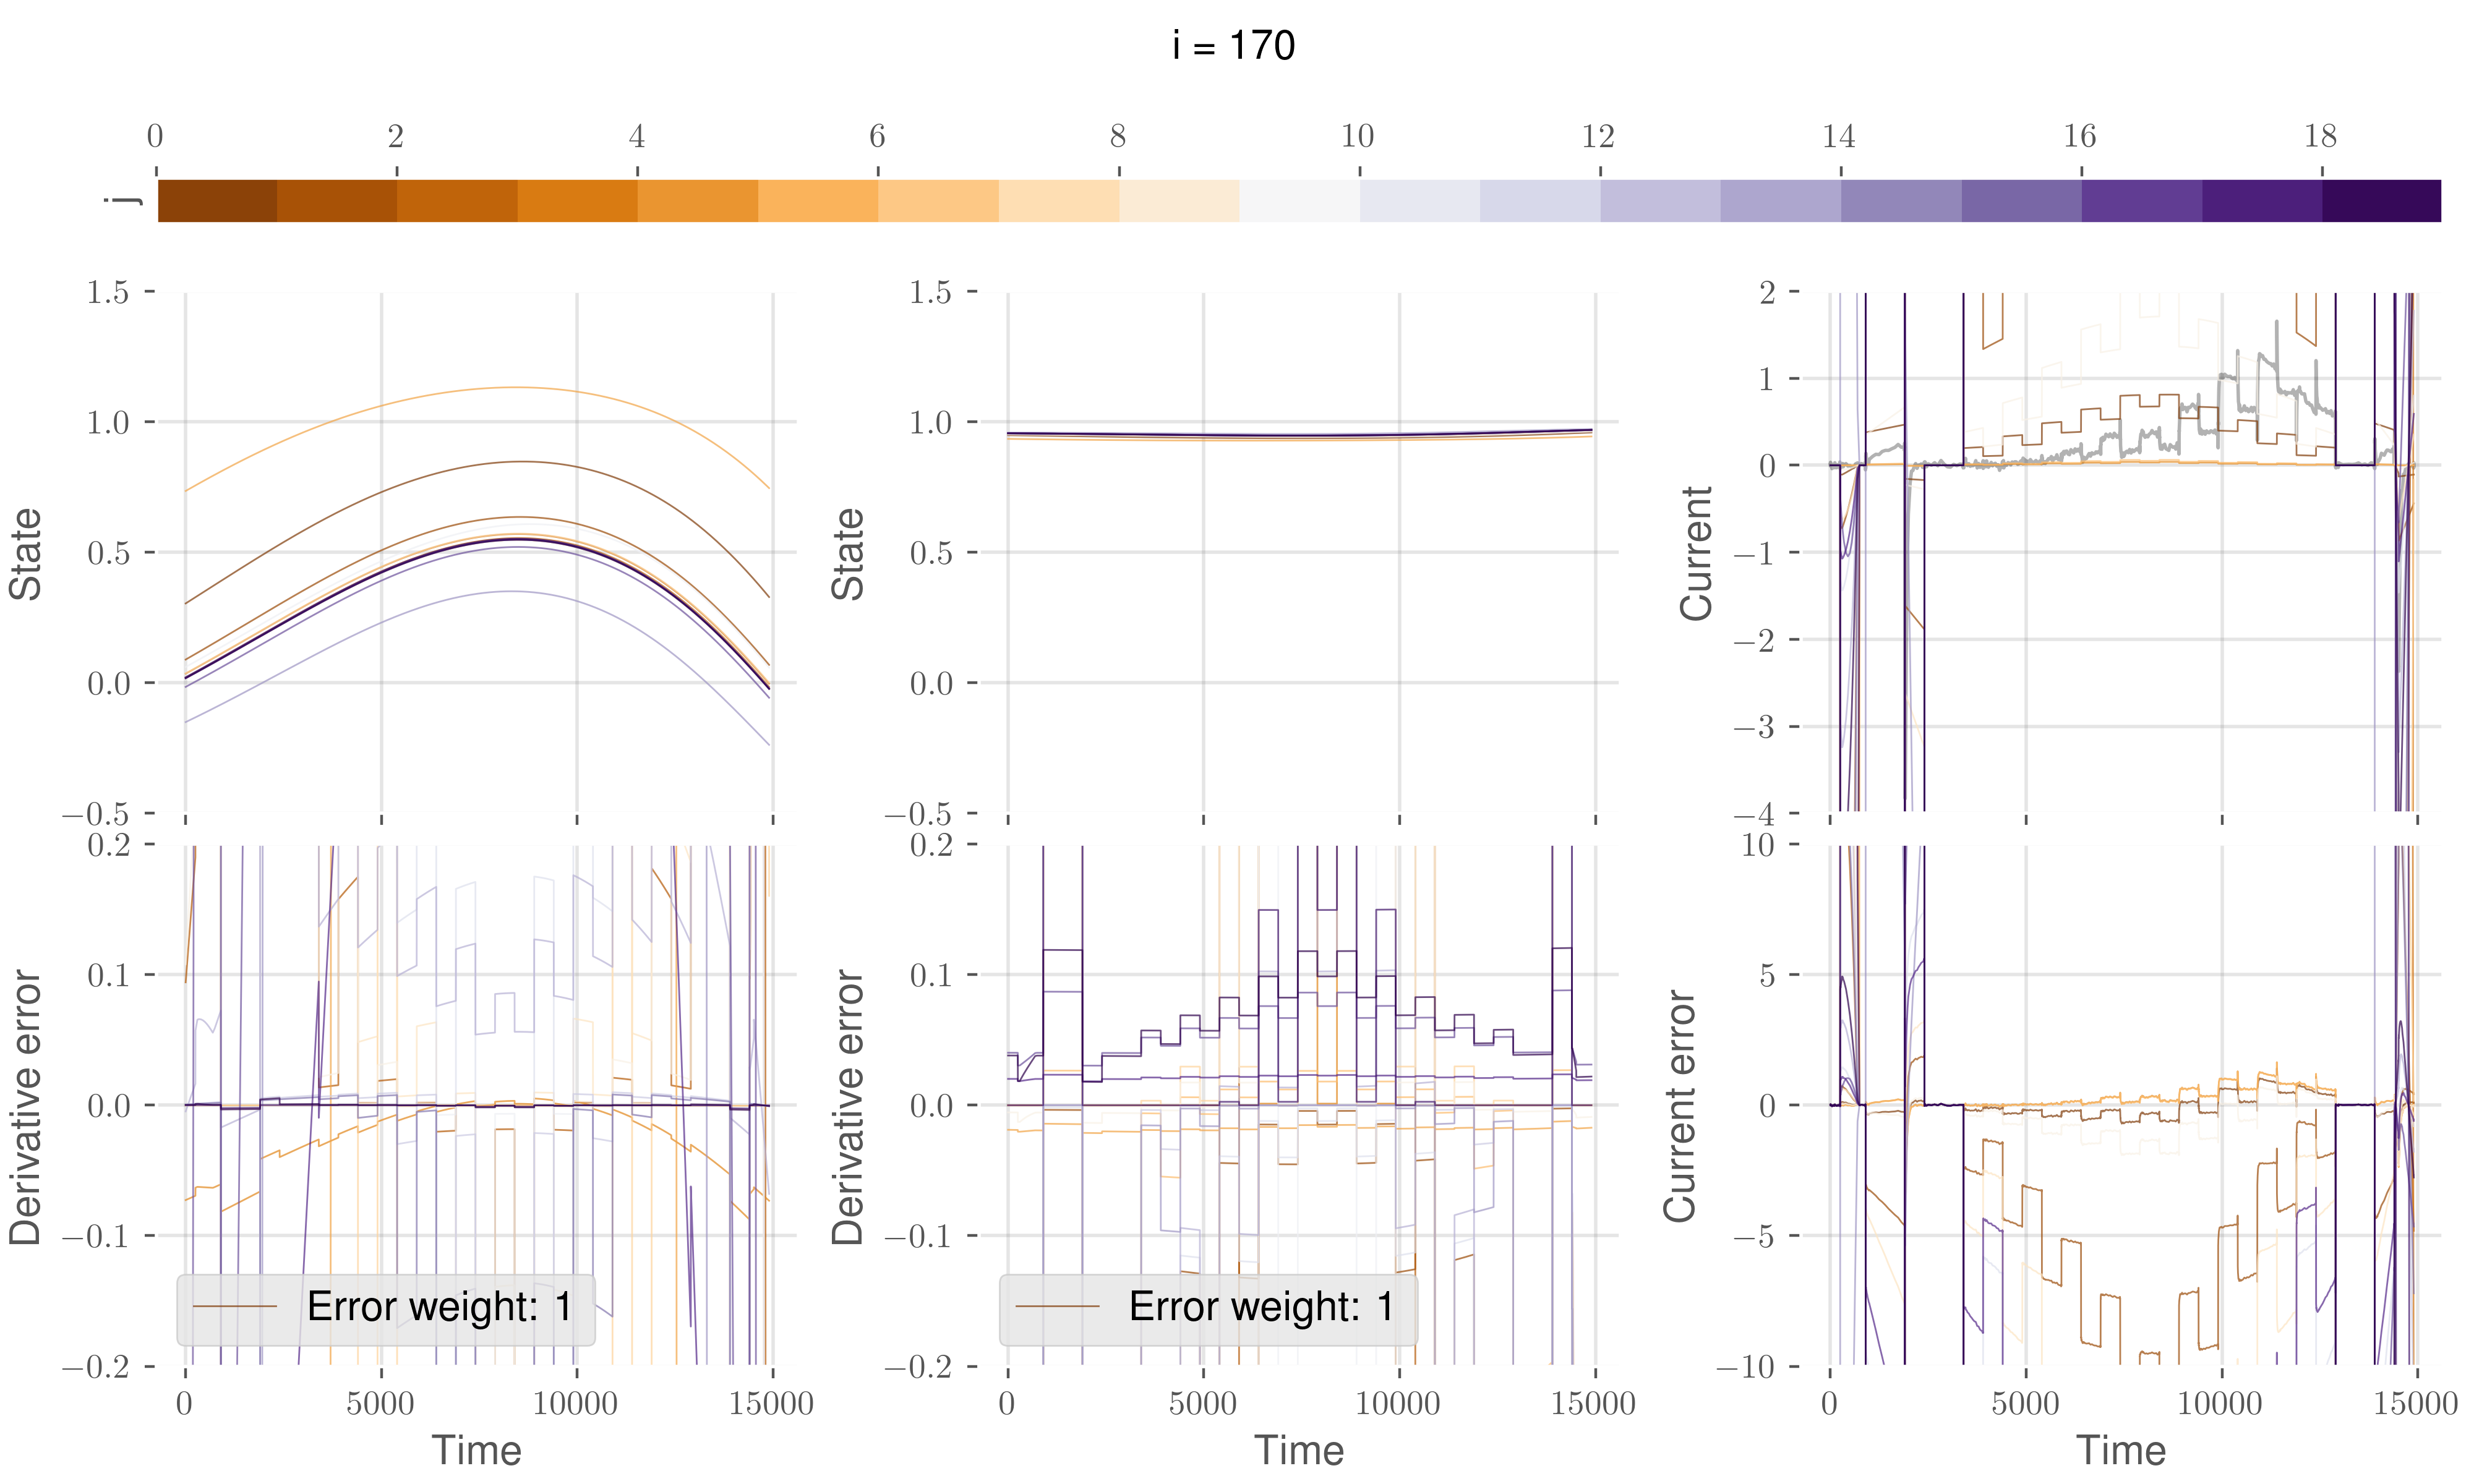 i = 170
0 2 4 6 8 10 12 14 16 18
j
1.5 1.0 0.5 0.0 −0.5
State
1.5 1.0 0.5 0.0 −0.5
State
2 1 0 −1 −2 −3 −4
Current
0.2 0.1 0.0 −0.1 −0.2
Derivative error
Error weight: 1
0 5000 10000 15000
Time
0.2 0.1 0.0 −0.1 −0.2
Derivative error
Error weight: 1
0 5000 10000 15000
Time
10 5 0 −5 −10
Current error
0 5000 10000 15000
Time